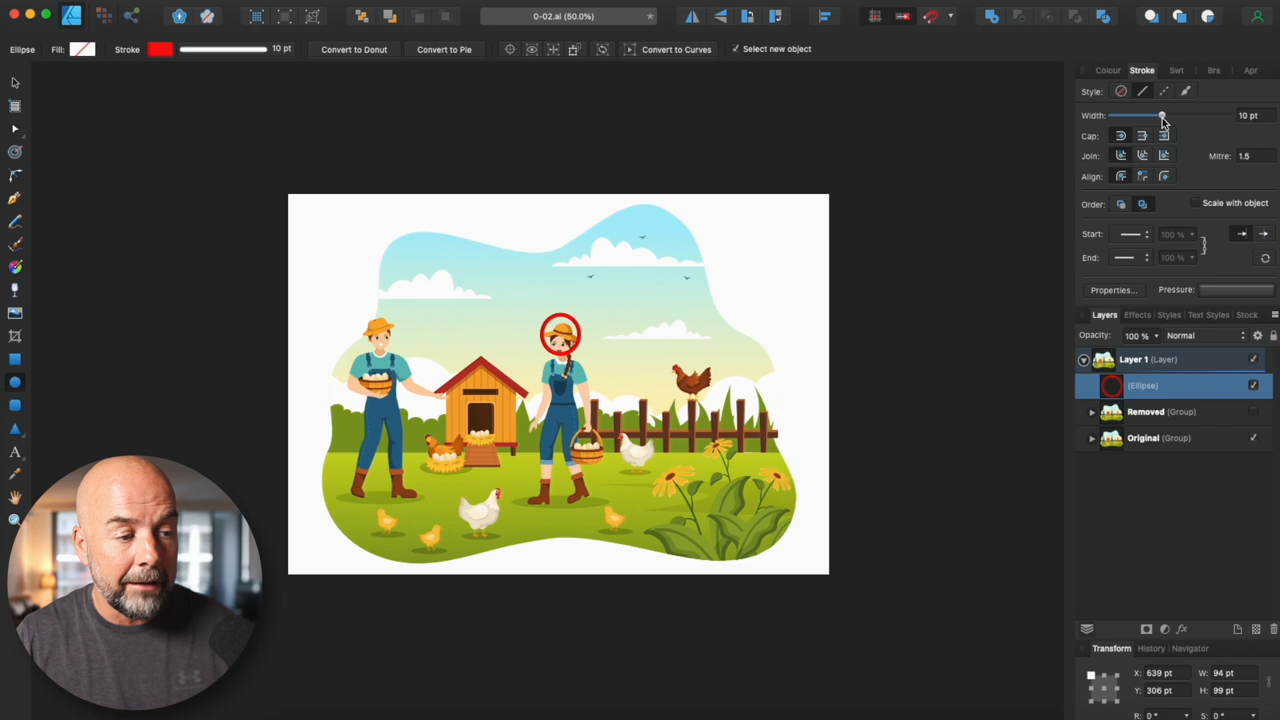 0-02.ai (50.0%)
Ellipse Fill: Stroke 10 pt Convert to Donut Convert to Pie Convert to Curves Select new object
Colour Stroke Swt Brs Apr
Style:
Width: 10 pt
Cap:
Join: Mitre: 1.5
Align:
Order: Scale with object
Start: 100 %
End: 100 %
Properties... Pressure:
Layers Effects Styles Text Styles Stock
Opacity: 100 % Normal
Layer 1 (Layer)
(Ellipse)
Removed (Group)
Original (Group)
fx
Transform History Navigator
X: 639 pt W: 94 pt
Y: 306 pt H: 99 pt
R: 0 ° S: 0 °